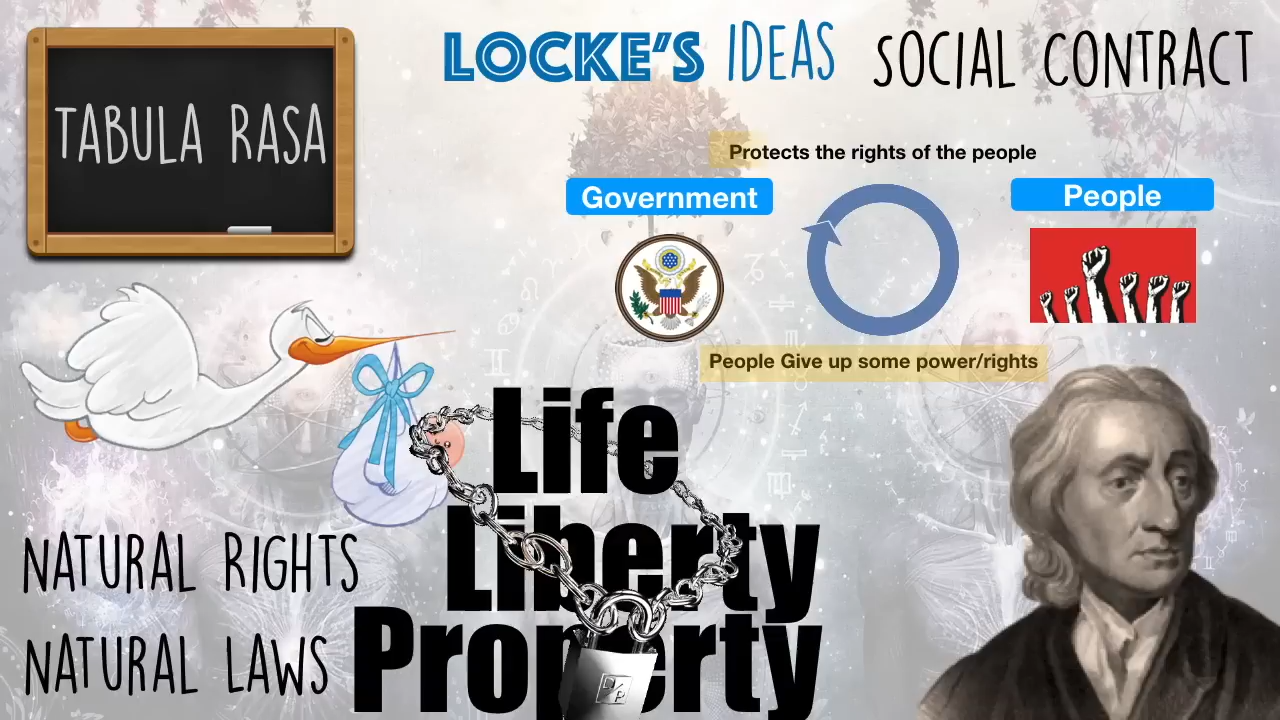 LOCKE'S IDEAS SOCIAL CONTRACT
TABULA RASA
Protects the rights of the people
Government
People
People Give up some power/rights
Life
Liberty
Property
NATURAL RIGHTS
NATURAL LAWS